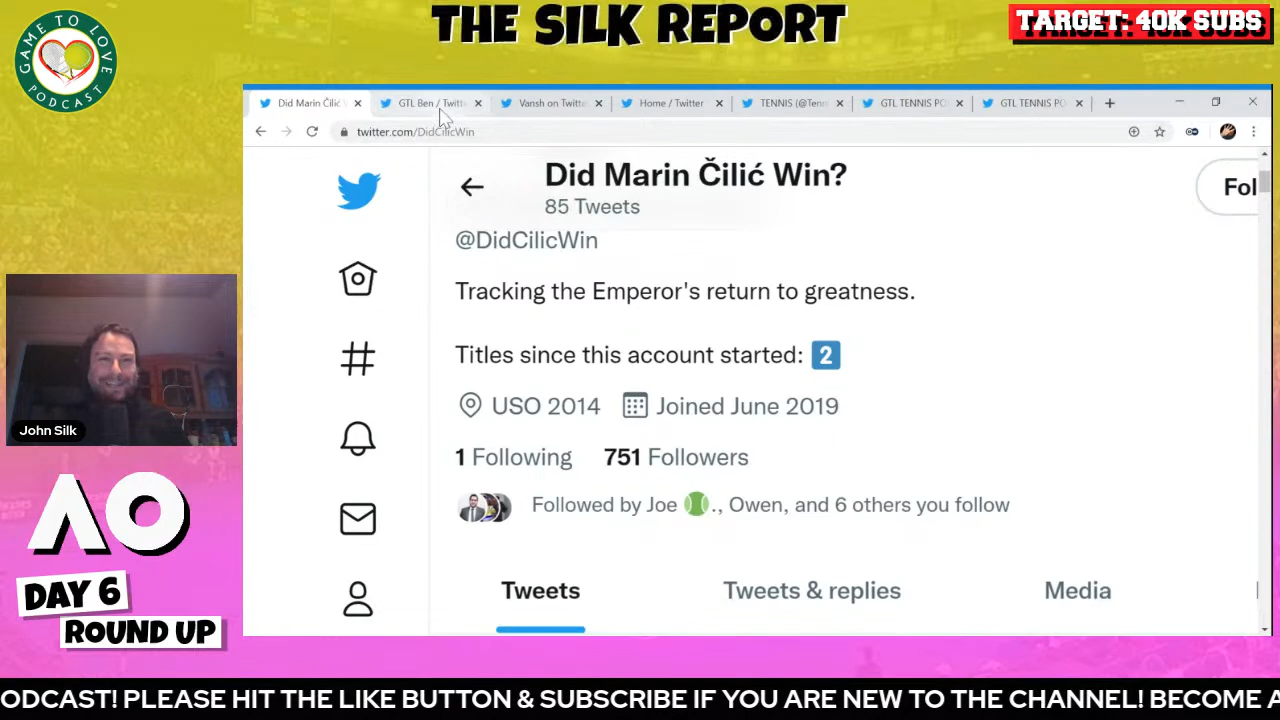 THE SILK REPORT
TARGET: 40K SUBS
GAME TO LOVE
PODCAST
Did Marin Čilić
GTL Ben / Twitt
Vansh on Twitt
Home / Twitter
TENNIS (@Tenn
GTL TENNIS PO
GTL TENNIS PO
twitter.com/DidCilicWin
Did Marin Čilić Win?
85 Tweets
Fol
@DidCilicWin
Tracking the Emperor's return to greatness.
Titles since this account started: 2
USO 2014 Joined June 2019
1 Following 751 Followers
Followed by Joe 🎾., Owen, and 6 others you follow
Tweets Tweets & replies Media
John Silk
AO
DAY 6
ROUND UP
ODCAST! PLEASE HIT THE LIKE BUTTON & SUBSCRIBE IF YOU ARE NEW TO THE CHANNEL! BECOME A